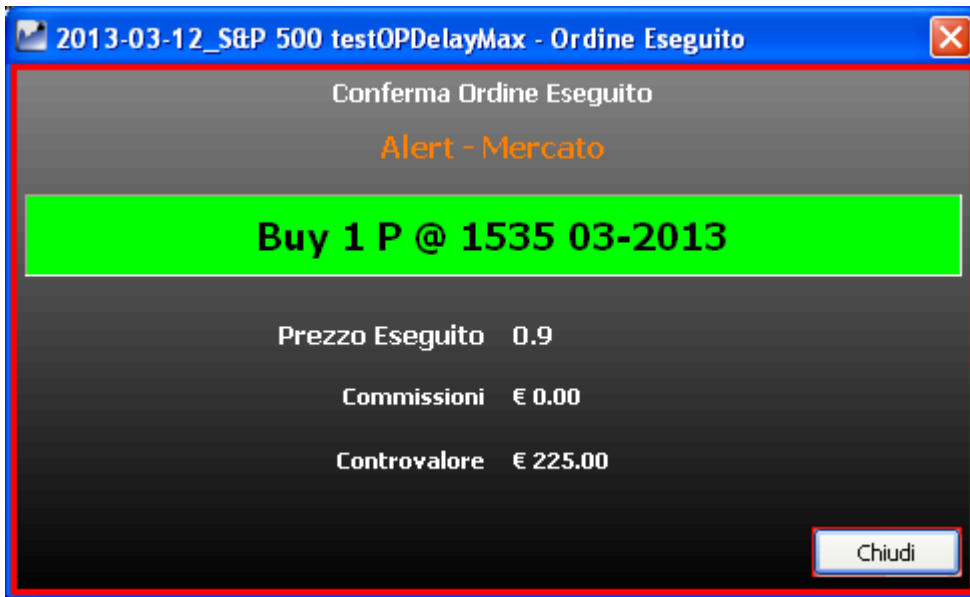 2013-03-12_S&P 500 testOPDelayMax - Ordine Eseguito
Conferma Ordine Eseguito
Alert - Mercato
Buy 1 P @ 1535 03-2013
Prezzo Eseguito 0.9
Commissioni € 0.00
Controvalore € 225.00
Chiudi